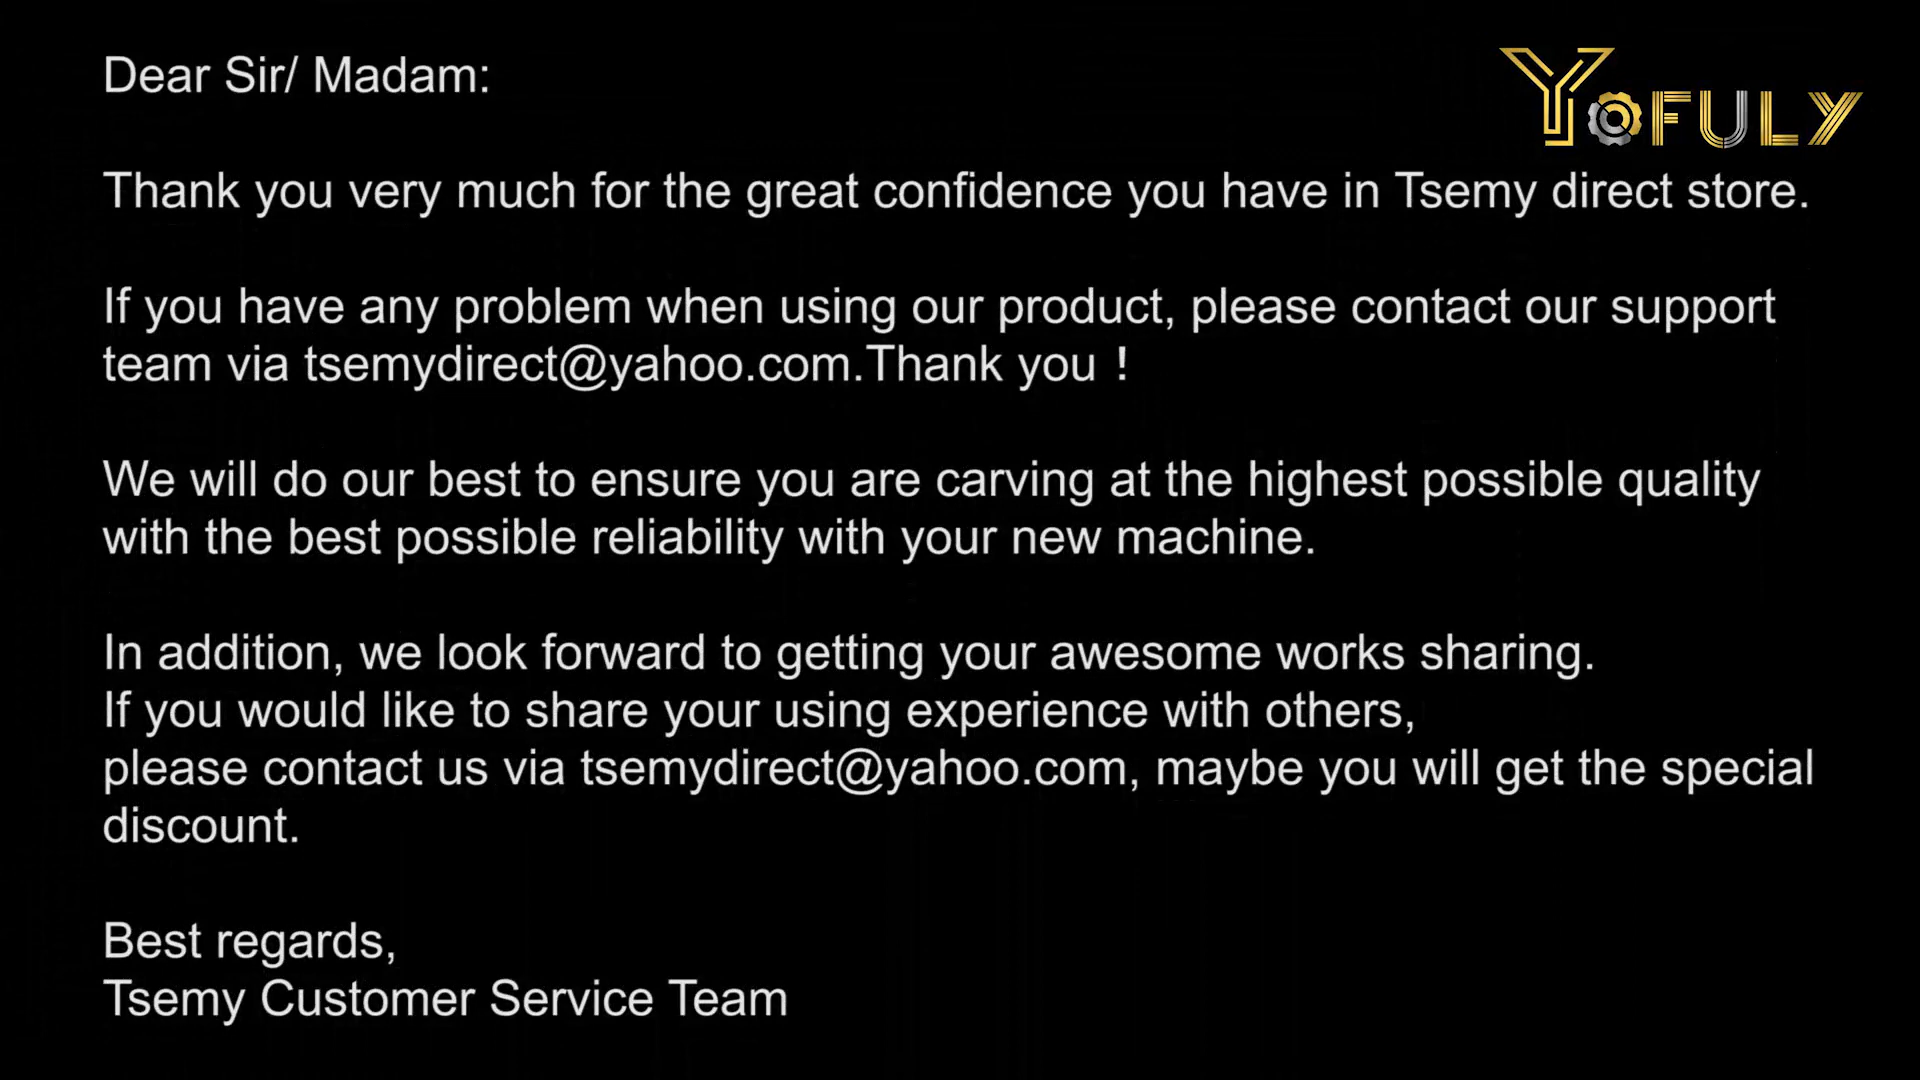 Dear Sir/ Madam:
YOFULY
Thank you very much for the great confidence you have in Tsemy direct store.
If you have any problem when using our product, please contact our support
team via tsemydirect@yahoo.com.Thank you！
We will do our best to ensure you are carving at the highest possible quality
with the best possible reliability with your new machine.
In addition, we look forward to getting your awesome works sharing.
If you would like to share your using experience with others,
please contact us via tsemydirect@yahoo.com, maybe you will get the special
discount.
Best regards,
Tsemy Customer Service Team